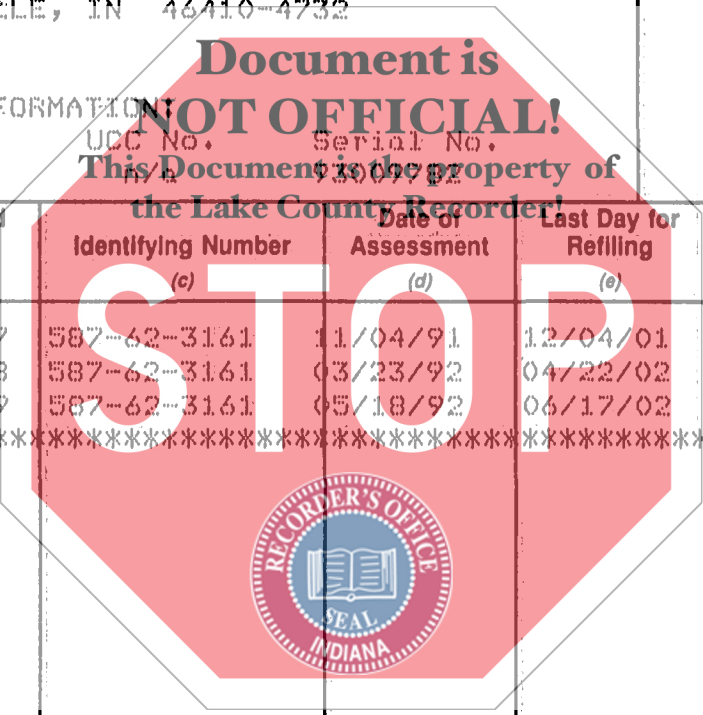 LE, IN 46410-4732
Document is
NOT OFFICIAL!
FORMATION
UCC No. Serial No.
This Document is the property of
n/a
the Lake County Recorder!
Identifying Number Date of Assessment Last Day for Refiling
(c) (d) (e)
587-62-3161 11/04/91 12/04/01
587-62-3161 03/23/92 04/22/02
587-62-3161 05/18/92 06/17/02
STOP
RECORDER'S OFFICE
SEAL
INDIANA